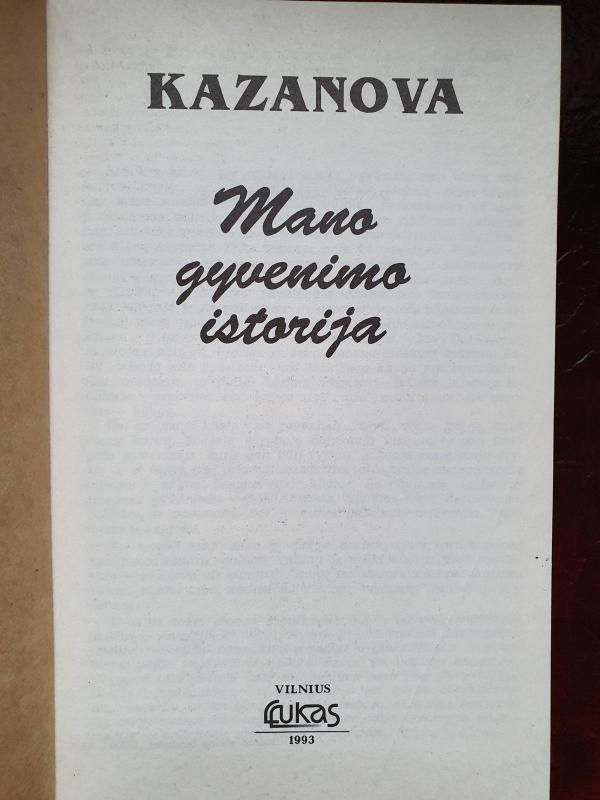 KAZANOVA
Mano
gyvenimo
istorija
VILNIUS
Lukas
1993